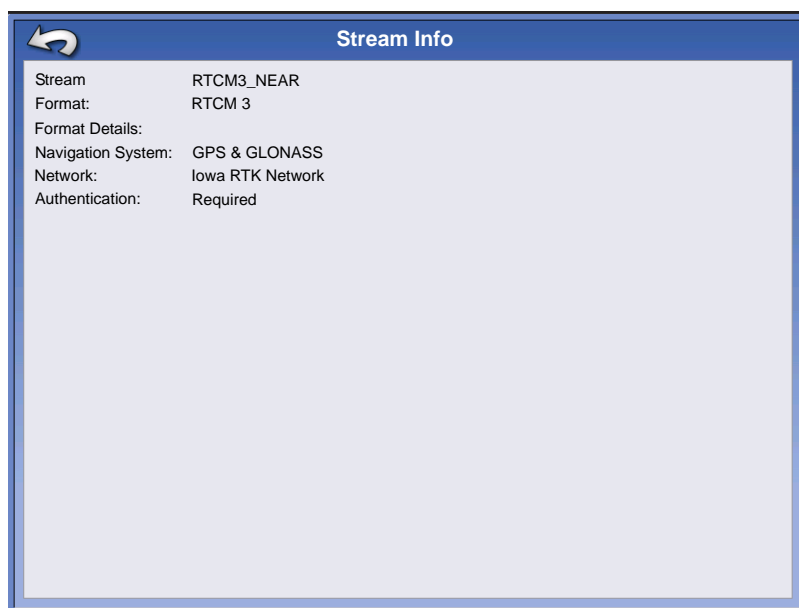 Stream Info
Stream RTCM3_NEAR
Format: RTCM 3
Format Details:
Navigation System: GPS & GLONASS
Network: Iowa RTK Network
Authentication: Required